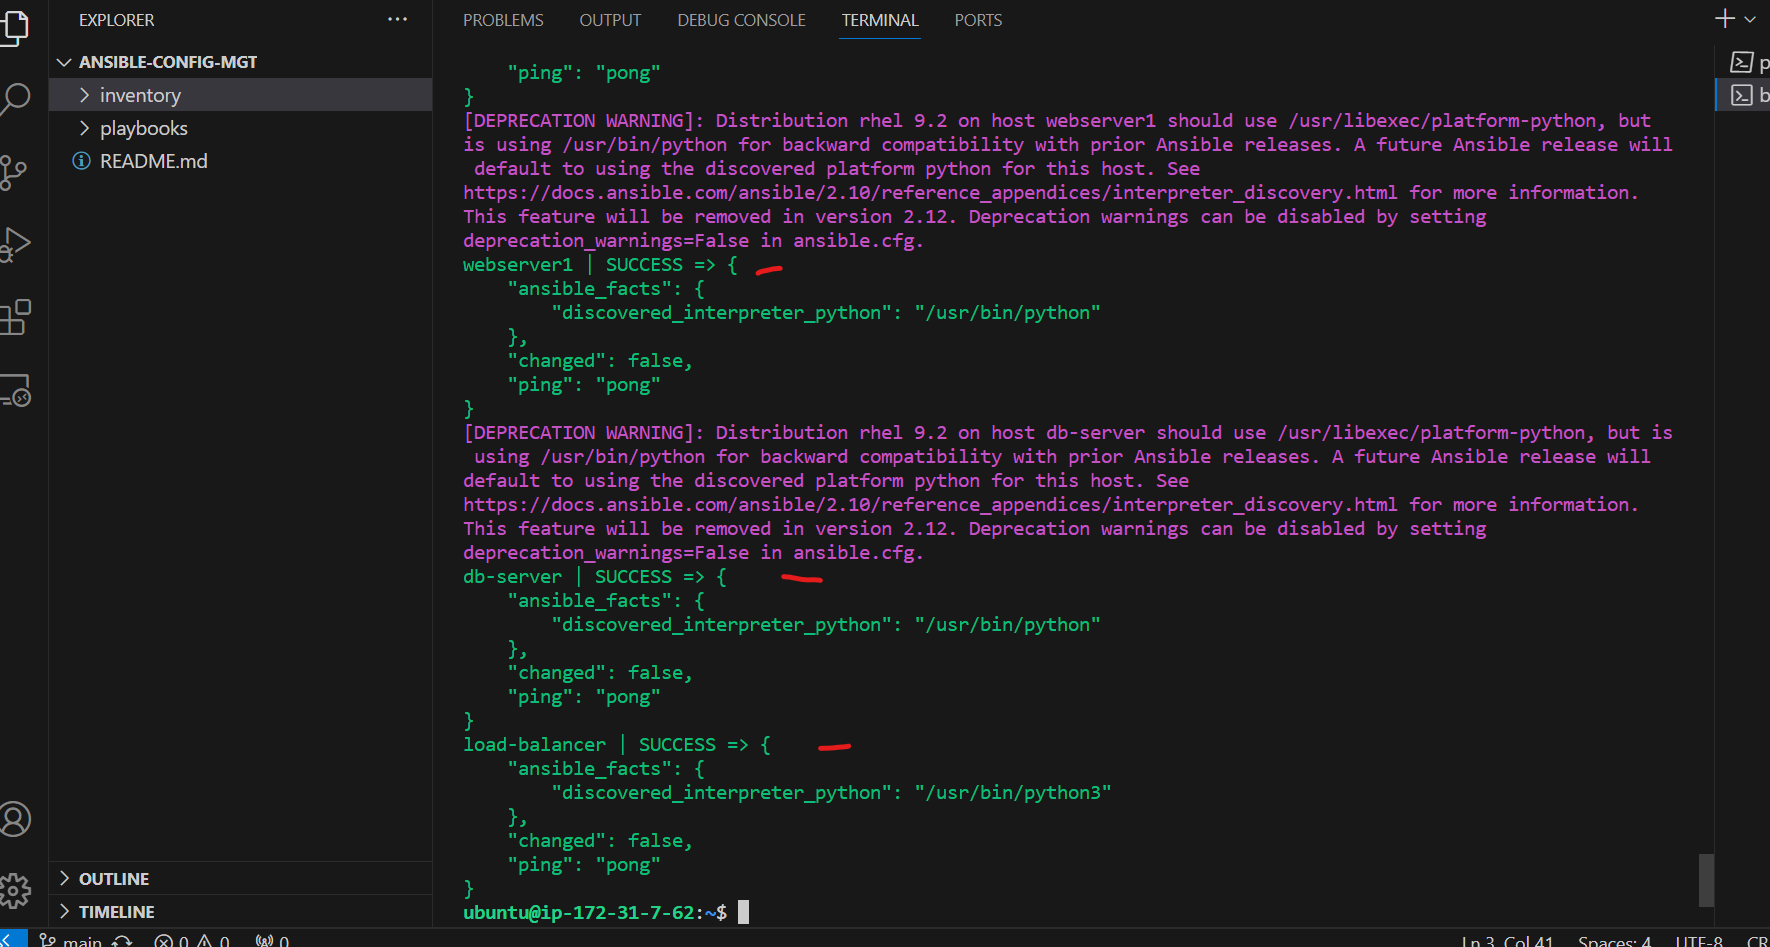 EXPLORER
PROBLEMS OUTPUT DEBUG CONSOLE TERMINAL PORTS
ANSIBLE-CONFIG-MGT
inventory
playbooks
README.md
"ping": "pong"
}
[DEPRECATION WARNING]: Distribution rhel 9.2 on host webserver1 should use /usr/libexec/platform-python, but
is using /usr/bin/python for backward compatibility with prior Ansible releases. A future Ansible release will
default to using the discovered platform python for this host. See
https://docs.ansible.com/ansible/2.10/reference_appendices/interpreter_discovery.html for more information.
This feature will be removed in version 2.12. Deprecation warnings can be disabled by setting
deprecation_warnings=False in ansible.cfg.
webserver1 | SUCCESS => {
"ansible_facts": {
"discovered_interpreter_python": "/usr/bin/python"
},
"changed": false,
"ping": "pong"
}
[DEPRECATION WARNING]: Distribution rhel 9.2 on host db-server should use /usr/libexec/platform-python, but is
using /usr/bin/python for backward compatibility with prior Ansible releases. A future Ansible release will
default to using the discovered platform python for this host. See
https://docs.ansible.com/ansible/2.10/reference_appendices/interpreter_discovery.html for more information.
This feature will be removed in version 2.12. Deprecation warnings can be disabled by setting
deprecation_warnings=False in ansible.cfg.
db-server | SUCCESS => {
"ansible_facts": {
"discovered_interpreter_python": "/usr/bin/python"
},
"changed": false,
"ping": "pong"
}
load-balancer | SUCCESS => {
"ansible_facts": {
"discovered_interpreter_python": "/usr/bin/python3"
},
"changed": false,
"ping": "pong"
}
ubuntu@ip-172-31-7-62:~$
p
b
OUTLINE
TIMELINE
main 0 0 0 Ln 3, Col 41 Spaces: 4 UTF-8 CR